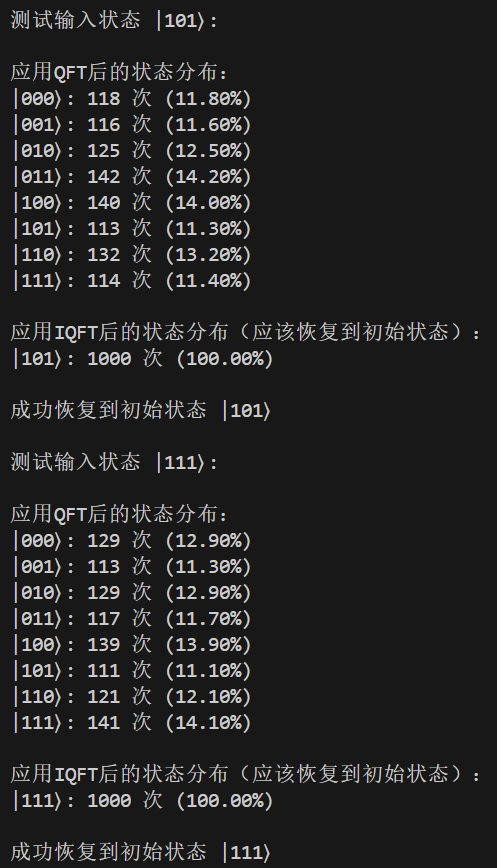 测试输入状态 |101⟩:
应用QFT后的状态分布:
|000⟩: 118 次 (11.80%)
|001⟩: 116 次 (11.60%)
|010⟩: 125 次 (12.50%)
|011⟩: 142 次 (14.20%)
|100⟩: 140 次 (14.00%)
|101⟩: 113 次 (11.30%)
|110⟩: 132 次 (13.20%)
|111⟩: 114 次 (11.40%)
应用IQFT后的状态分布（应该恢复到初始状态）:
|101⟩: 1000 次 (100.00%)
成功恢复到初始状态 |101⟩
测试输入状态 |111⟩:
应用QFT后的状态分布:
|000⟩: 129 次 (12.90%)
|001⟩: 113 次 (11.30%)
|010⟩: 129 次 (12.90%)
|011⟩: 117 次 (11.70%)
|100⟩: 139 次 (13.90%)
|101⟩: 111 次 (11.10%)
|110⟩: 121 次 (12.10%)
|111⟩: 141 次 (14.10%)
应用IQFT后的状态分布（应该恢复到初始状态）:
|111⟩: 1000 次 (100.00%)
成功恢复到初始状态 |111⟩